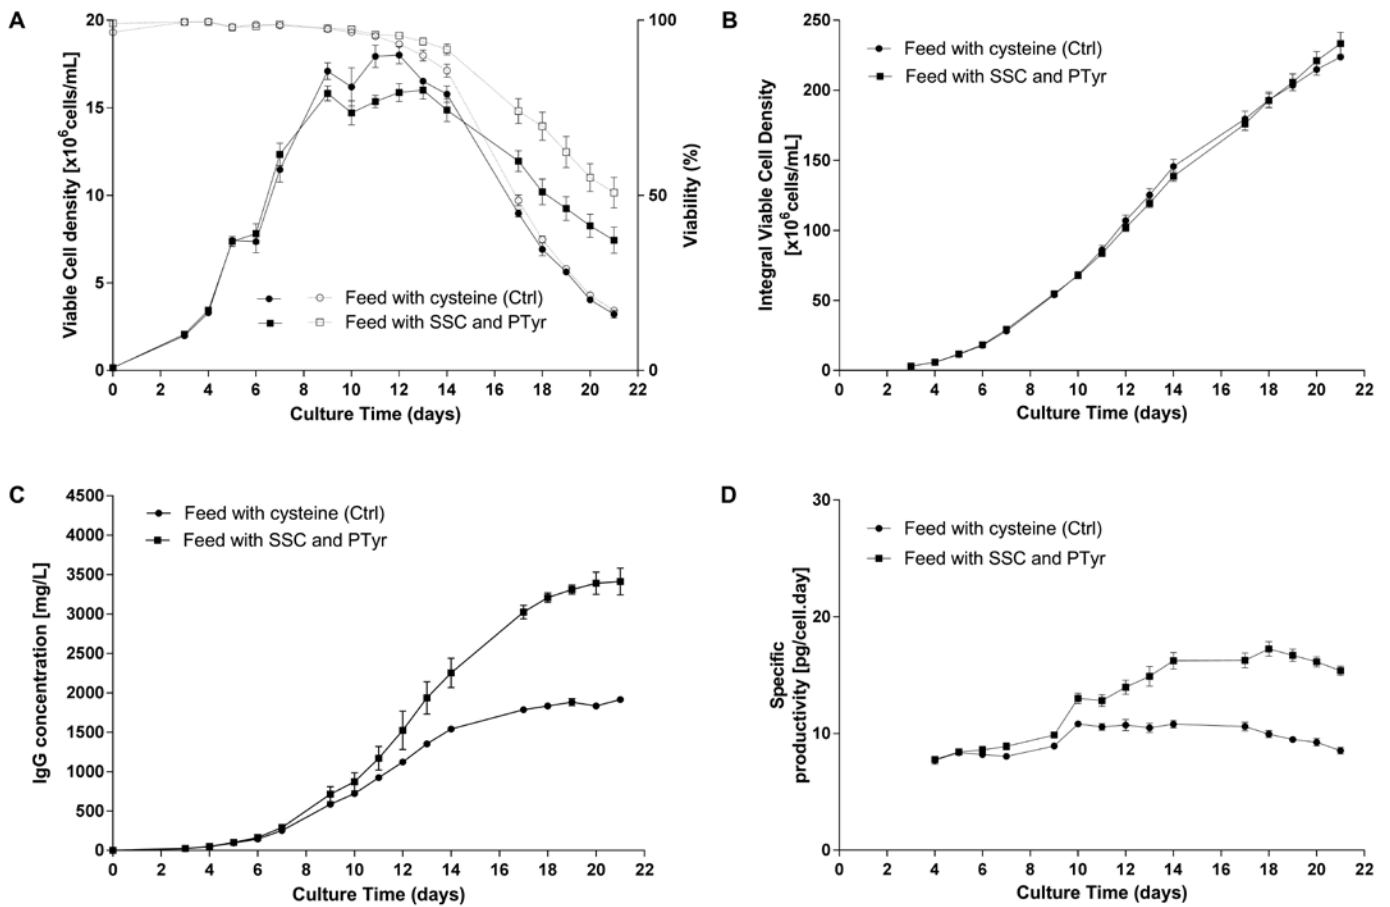 A
Viable Cell density [x10⁶cells/mL]
20
15
10
5
0
100
50
0
Viability (%)
Feed with cysteine (Ctrl)
Feed with SSC and PTyr
0 2 4 6 8 10 12 14 16 18 20 22
Culture Time (days)
B
Integral Viable Cell Density
[x10⁶cells/mL]
250
200
150
100
50
0
Feed with cysteine (Ctrl)
Feed with SSC and PTyr
0 2 4 6 8 10 12 14 16 18 20 22
Culture Time (days)
C
IgG concentration [mg/L]
4500
4000
3500
3000
2500
2000
1500
1000
500
0
Feed with cysteine (Ctrl)
Feed with SSC and PTyr
0 2 4 6 8 10 12 14 16 18 20 22
Culture Time (days)
D
Specific
productivity [pg/cell.day]
30
20
10
0
Feed with cysteine (Ctrl)
Feed with SSC and PTyr
0 2 4 6 8 10 12 14 16 18 20 22
Culture Time (days)